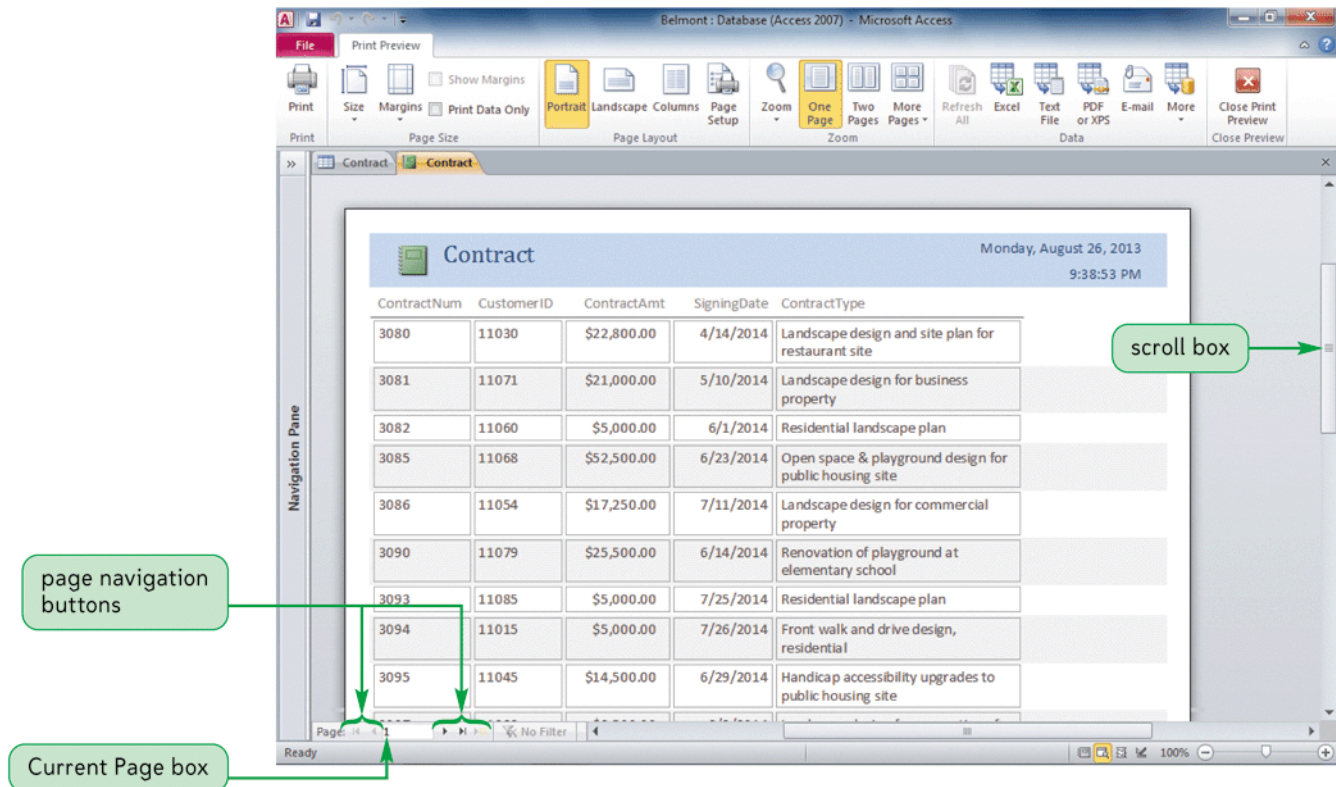 Belmont : Database (Access 2007) - Microsoft Access
File Print Preview
Print
Size
Margins
Show Margins
Print Data Only
Portrait
Landscape
Columns
Page Setup
Zoom
One Page
Two Pages
More Pages
Refresh All
Excel
Text File
PDF or XPS
E-mail
More
Close Print Preview
Print Page Size Page Layout Zoom Data Close Preview
» Contract Contract
Navigation Pane
Contract
Monday, August 26, 2013
9:38:53 PM
ContractNum CustomerID ContractAmt SigningDate ContractType
3080 11030 $22,800.00 4/14/2014 Landscape design and site plan for
restaurant site
3081 11071 $21,000.00 5/10/2014 Landscape design for business
property
3082 11060 $5,000.00 6/1/2014 Residential landscape plan
3085 11068 $52,500.00 6/23/2014 Open space & playground design for
public housing site
3086 11054 $17,250.00 7/11/2014 Landscape design for commercial
property
3090 11079 $25,500.00 6/14/2014 Renovation of playground at
elementary school
3093 11085 $5,000.00 7/25/2014 Residential landscape plan
3094 11015 $5,000.00 7/26/2014 Front walk and drive design,
residential
3095 11045 $14,500.00 6/29/2014 Handicap accessibility upgrades to
public housing site
Page: 1 No Filter
Ready 100%
scroll box
page navigation
buttons
Current Page box